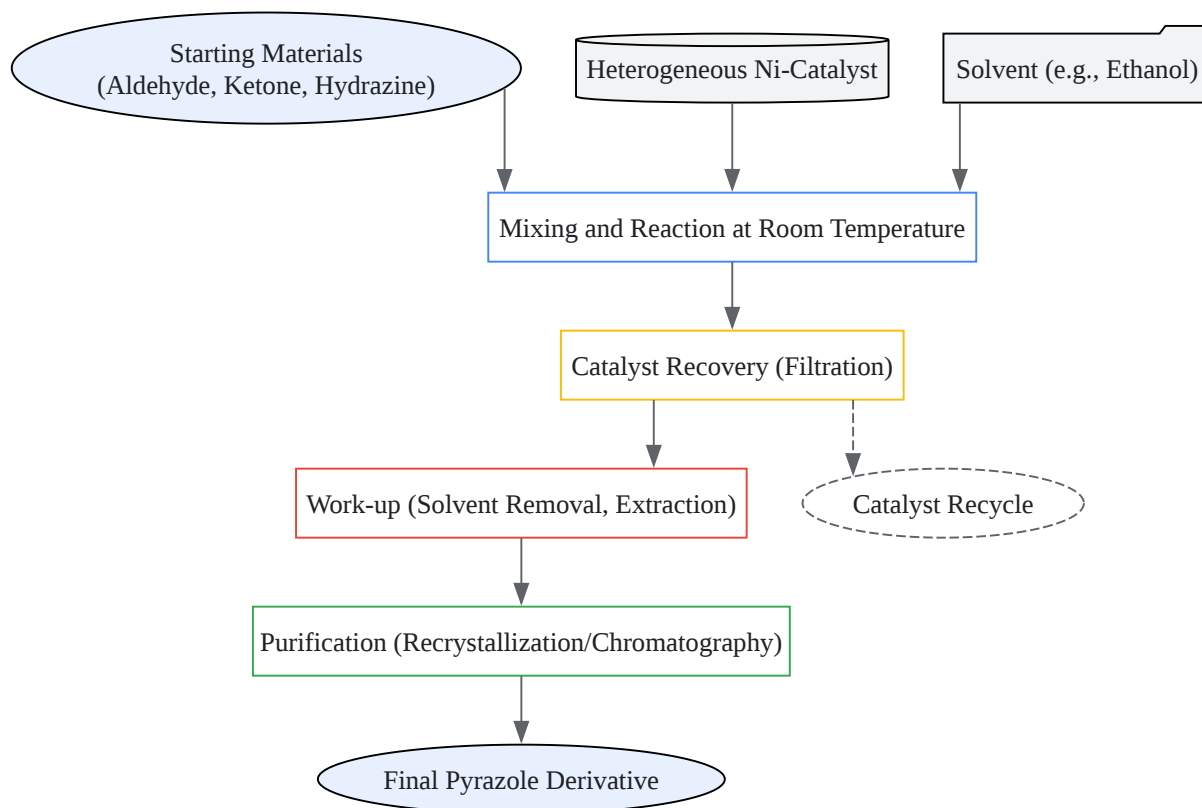 Starting Materials
(Aldehyde, Ketone, Hydrazine)
Heterogeneous Ni-Catalyst
Solvent (e.g., Ethanol)
Mixing and Reaction at Room Temperature
Catalyst Recovery (Filtration)
Work-up (Solvent Removal, Extraction)
Catalyst Recycle
Purification (Recrystallization/Chromatography)
Final Pyrazole Derivative